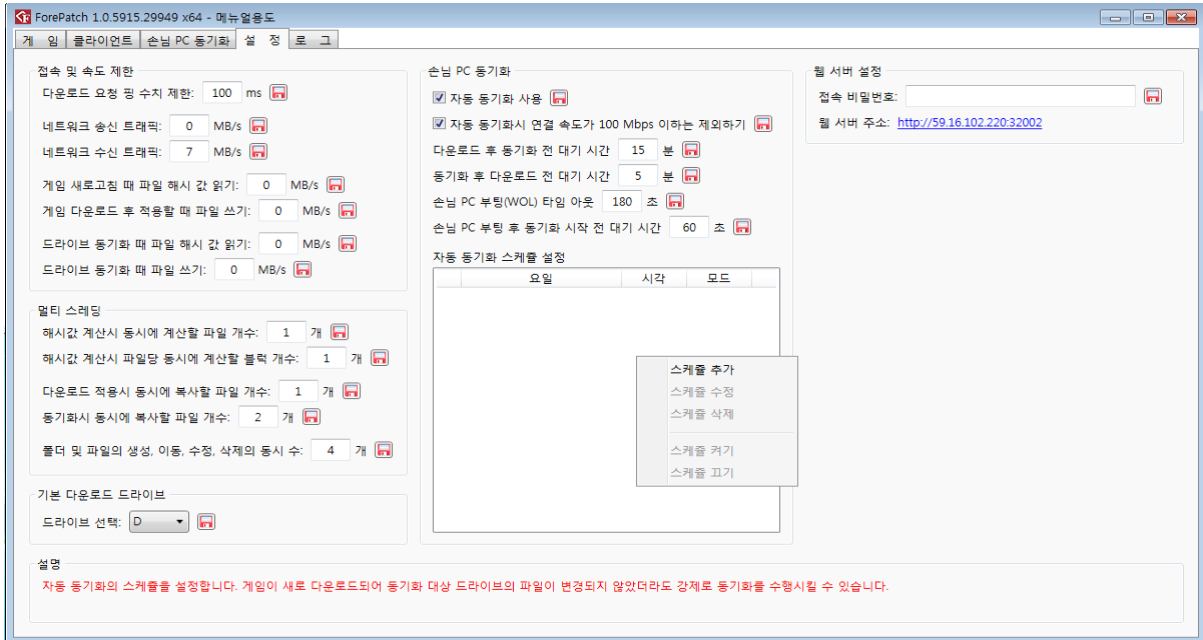 ForePatch 1.0.5915.29949 x64 - 메뉴얼용도
게 임 클라이언트 손님 PC 동기화 설 정 로 그
접속 및 속도 제한
다운로드 요청 핑 수치 제한: 100 ms
네트워크 송신 트래픽: 0 MB/s
네트워크 수신 트래픽: 7 MB/s
게임 새로고침 때 파일 해시 값 읽기: 0 MB/s
게임 다운로드 후 적용할 때 파일 쓰기: 0 MB/s
드라이브 동기화 때 파일 해시 값 읽기: 0 MB/s
드라이브 동기화 때 파일 쓰기: 0 MB/s
멀티 스레딩
해시값 계산시 동시에 계산할 파일 개수: 1 개
해시값 계산시 파일당 동시에 계산할 블럭 개수: 1 개
다운로드 적용시 동시에 복사할 파일 개수: 1 개
동기화시 동시에 복사할 파일 개수: 2 개
폴더 및 파일의 생성, 이동, 수정, 삭제의 동시 수: 4 개
기본 다운로드 드라이브
드라이브 선택: D
손님 PC 동기화
자동 동기화 사용
자동 동기화시 연결 속도가 100 Mbps 이하는 제외하기
다운로드 후 동기화 전 대기 시간 15 분
동기화 후 다운로드 전 대기 시간 5 분
손님 PC 부팅(WOL) 타임 아웃 180 초
손님 PC 부팅 후 동기화 시작 전 대기 시간 60 초
자동 동기화 스케쥴 설정
요일 시각 모드
스케쥴 추가
스케쥴 수정
스케쥴 삭제
스케쥴 켜기
스케쥴 끄기
웹 서버 설정
접속 비밀번호:
웹 서버 주소: http://59.16.102.220:32002
설명
자동 동기화의 스케쥴을 설정합니다. 게임이 새로 다운로드되어 동기화 대상 드라이브의 파일이 변경되지 않았더라도 강제로 동기화를 수행시킬 수 있습니다.